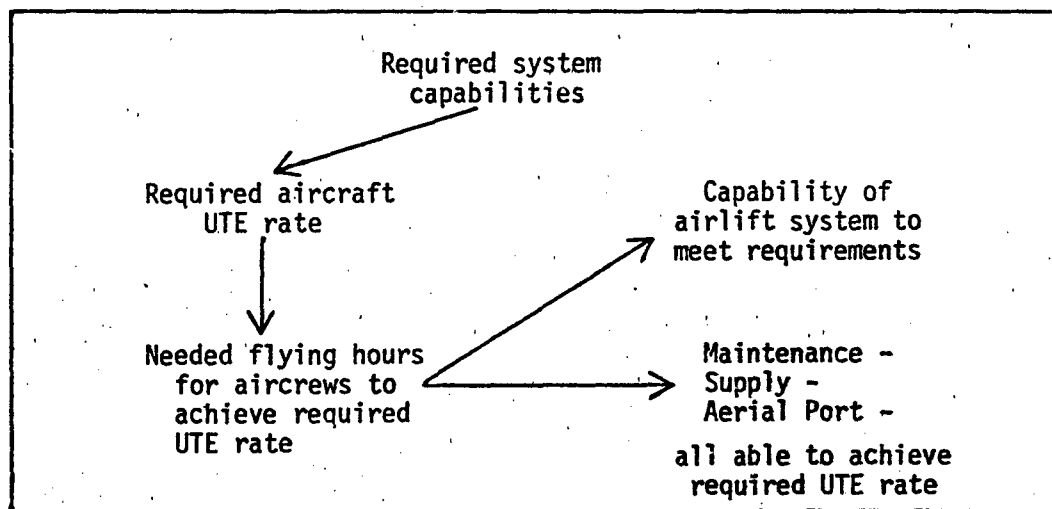 Required system
capabilities
Required aircraft
UTE rate
Capability of
airlift system to
meet requirements
Needed flying hours
for aircrews to
achieve required
UTE rate
Maintenance -
Supply -
Aerial Port -
all able to achieve
required UTE rate